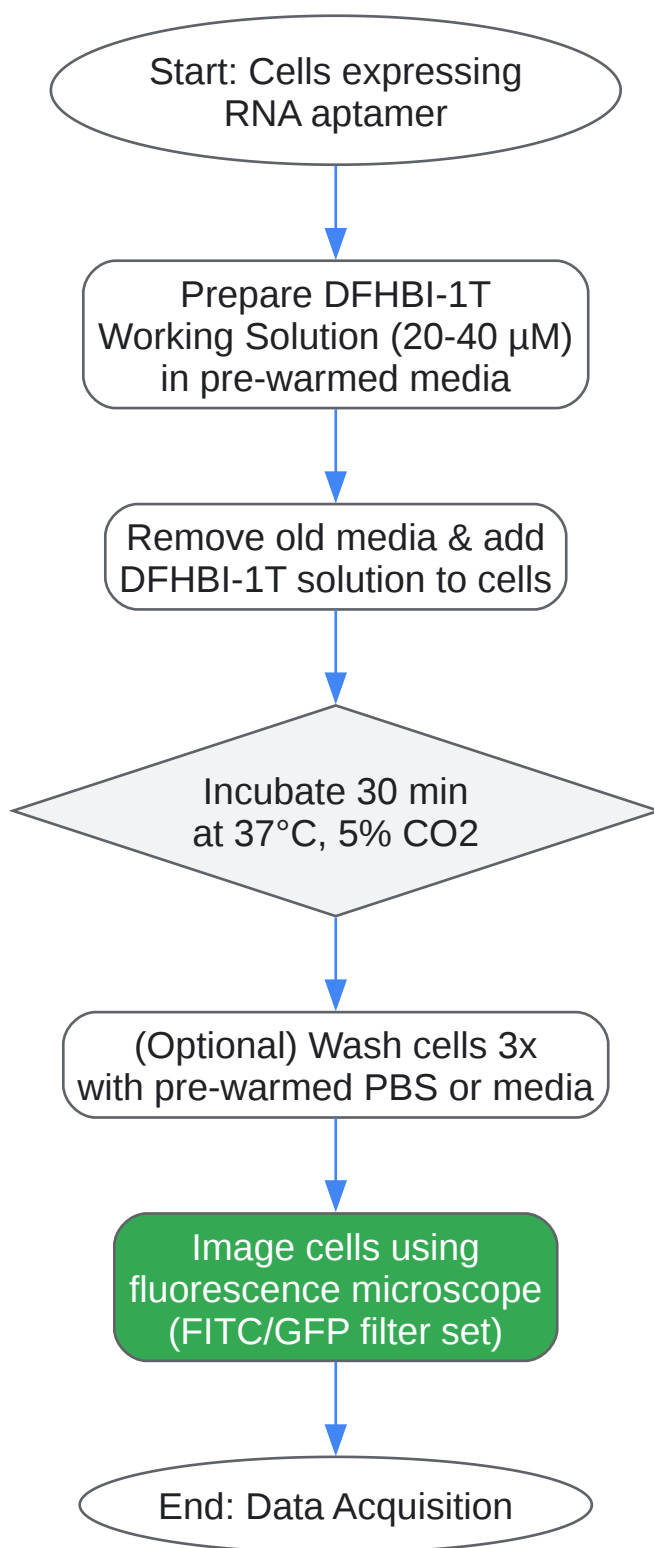 Start: Cells expressing
RNA aptamer
Prepare DFHBI-1T
Working Solution (20-40 µM)
in pre-warmed media
Remove old media & add
DFHBI-1T solution to cells
Incubate 30 min
at 37°C, 5% CO2
(Optional) Wash cells 3x
with pre-warmed PBS or media
Image cells using
fluorescence microscope
(FITC/GFP filter set)
End: Data Acquisition